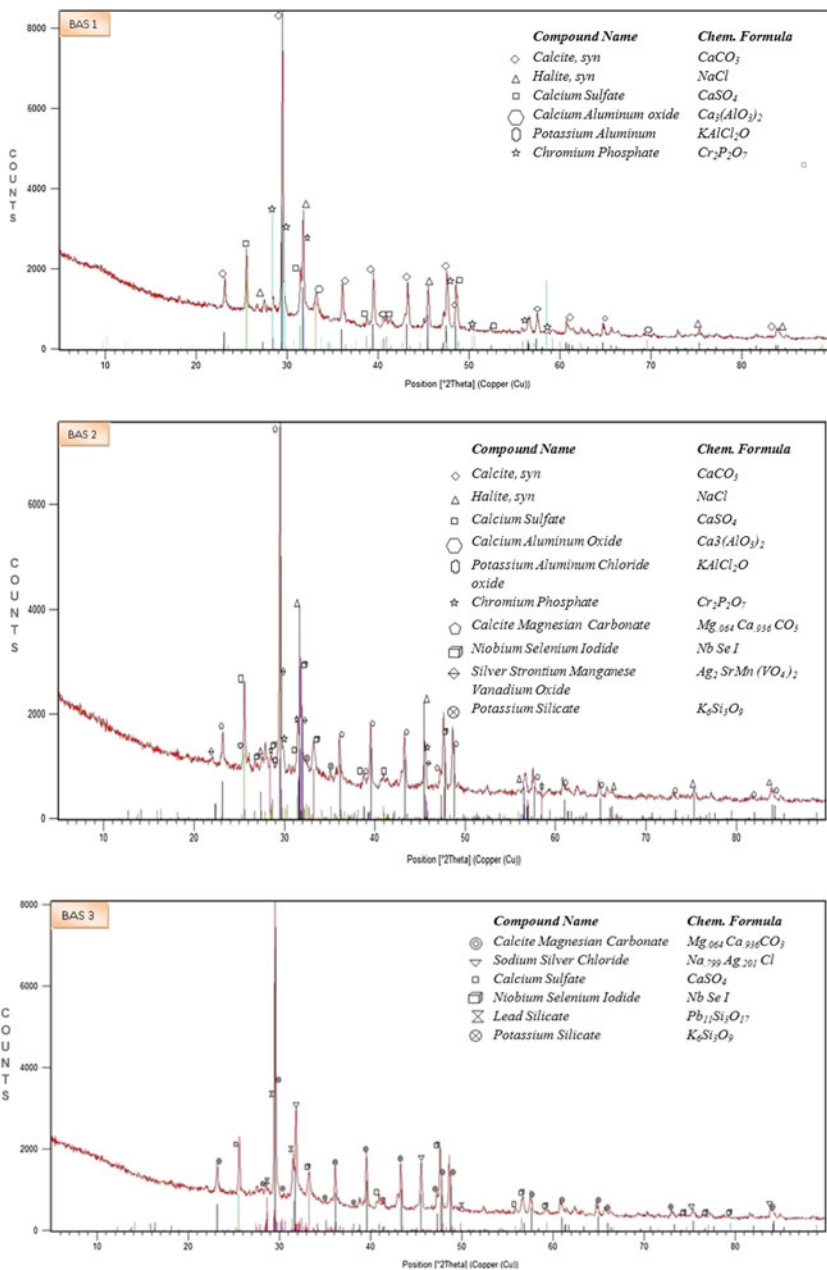 BAS 1
8000
6000
4000
2000
0
COUNTS
Compound Name Chem. Formula
Calcite, syn CaCO3
Halite, syn NaCl
Calcium Sulfate CaSO4
Calcium Aluminum oxide Ca3(AlO3)2
Potassium Aluminum KAlCl2O
Chromium Phosphate Cr2P2O7
10 20 30 40 50 60 70 80
Position [°2Theta] (Copper (Cu))
BAS 2
6000
4000
2000
0
COUNTS
Compound Name Chem. Formula
Calcite, syn CaCO3
Halite, syn NaCl
Calcium Sulfate CaSO4
Calcium Aluminum Oxide Ca3(AlO3)2
Potassium Aluminum Chloride KAlCl2O
oxide
Chromium Phosphate Cr2P2O7
Calcite Magnesian Carbonate Mg.064 Ca.936 CO3
Niobium Selenium Iodide Nb Se I
Silver Strontium Manganese Ag2 SrMn (VO4)2
Vanadium Oxide
Potassium Silicate K6Si3O9
10 20 30 40 50 60 70 80
Position [°2Theta] (Copper (Cu))
BAS 3
8000
6000
4000
2000
0
COUNTS
Compound Name Chem. Formula
Calcite Magnesian Carbonate Mg.064 Ca.936CO3
Sodium Silver Chloride Na.799 Ag.201 Cl
Calcium Sulfate CaSO4
Niobium Selenium Iodide Nb Se I
Lead Silicate Pb11Si3O17
Potassium Silicate K6Si3O9
10 20 30 40 50 60 70 80
Position [°2Theta] (Copper (Cu))